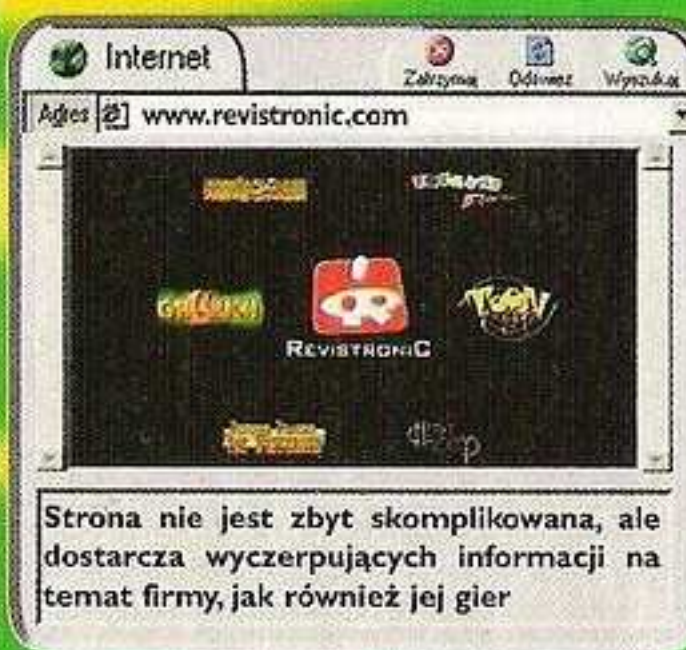 Internet
Zatrzymaj Odśwież Wyszukaj
Adres www.revistronic.com
REVISTRONIC
TOON
Strona nie jest zbyt skomplikowana, ale
dostarcza wyczerpujących informacji na
temat firmy, jak również jej gier